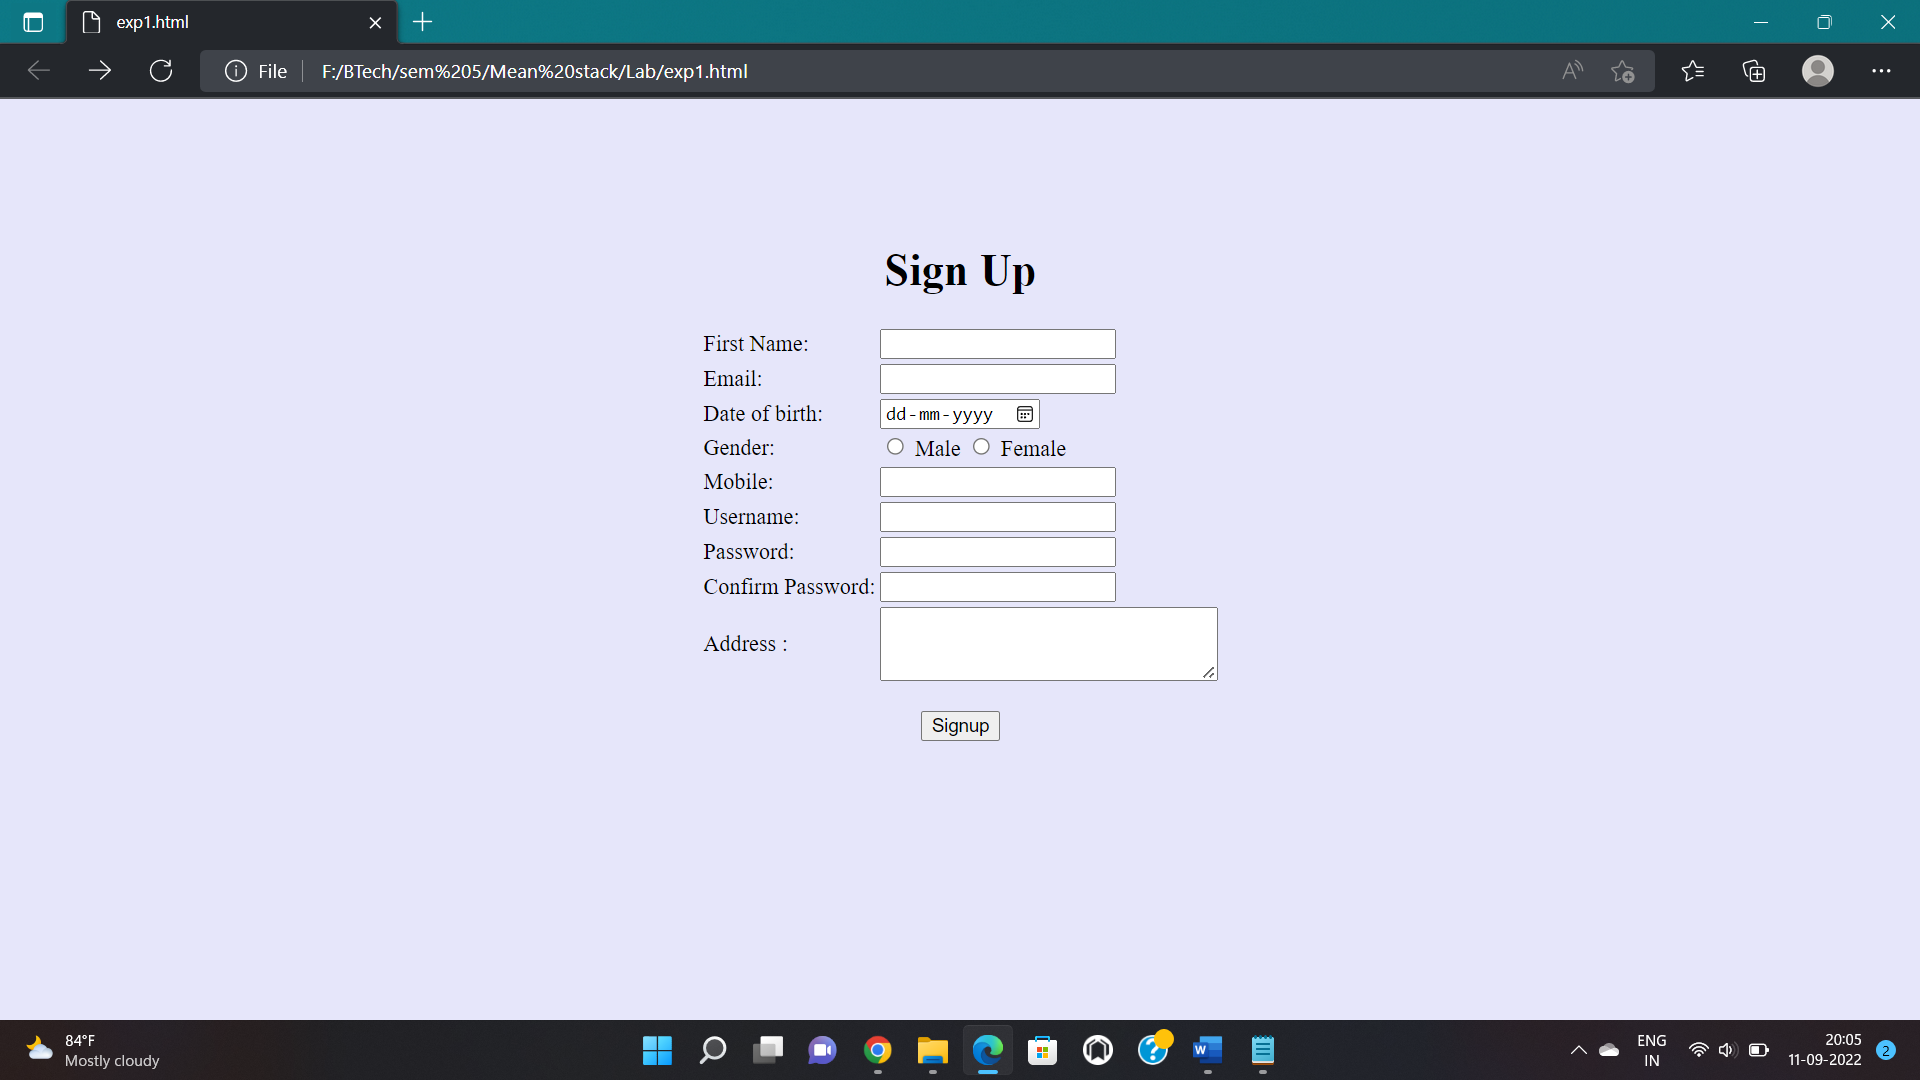 exp1.html
File F:/BTech/sem%205/Mean%20stack/Lab/exp1.html
Sign Up
First Name:
Email:
Date of birth: dd-mm-yyyy
Gender: Male Female
Mobile:
Username:
Password:
Confirm Password:
Address :
Signup
84°F
Mostly cloudy
ENG
IN
20:05
11-09-2022
2